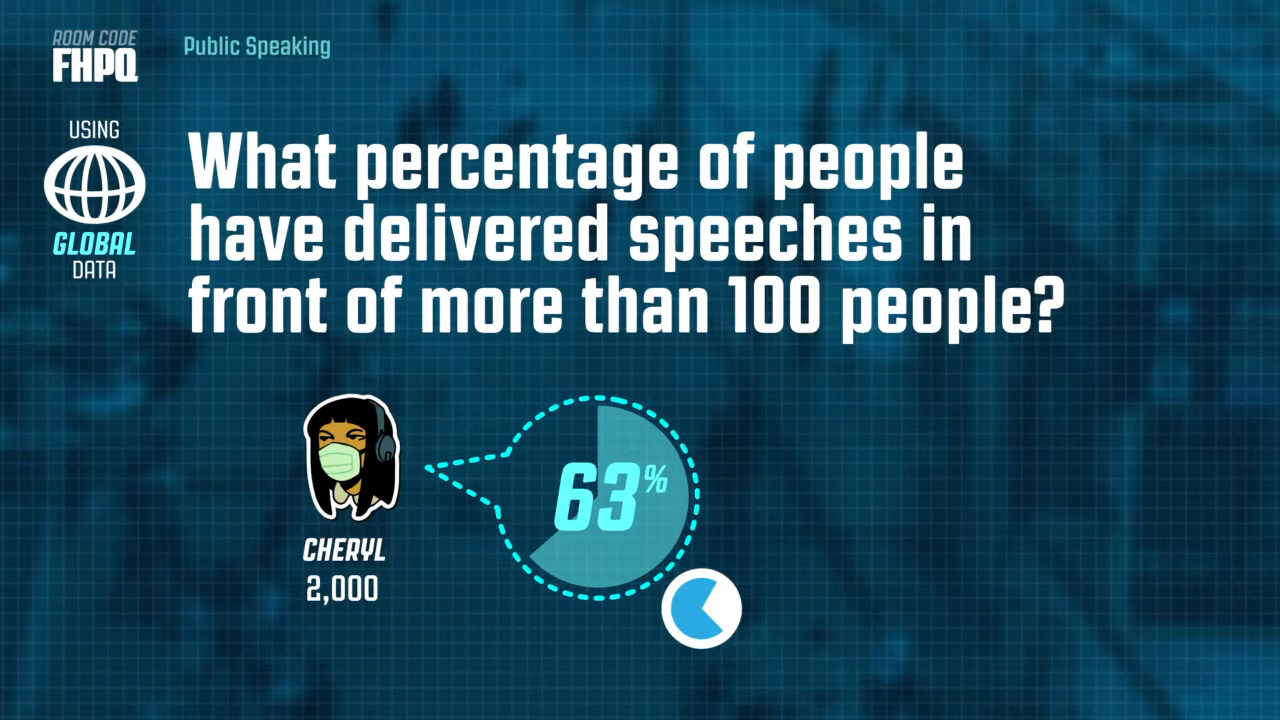 ROOM CODE
FHPQ
Public Speaking
USING
GLOBAL
DATA
What percentage of people
have delivered speeches in
front of more than 100 people?
63%
CHERYL
2,000